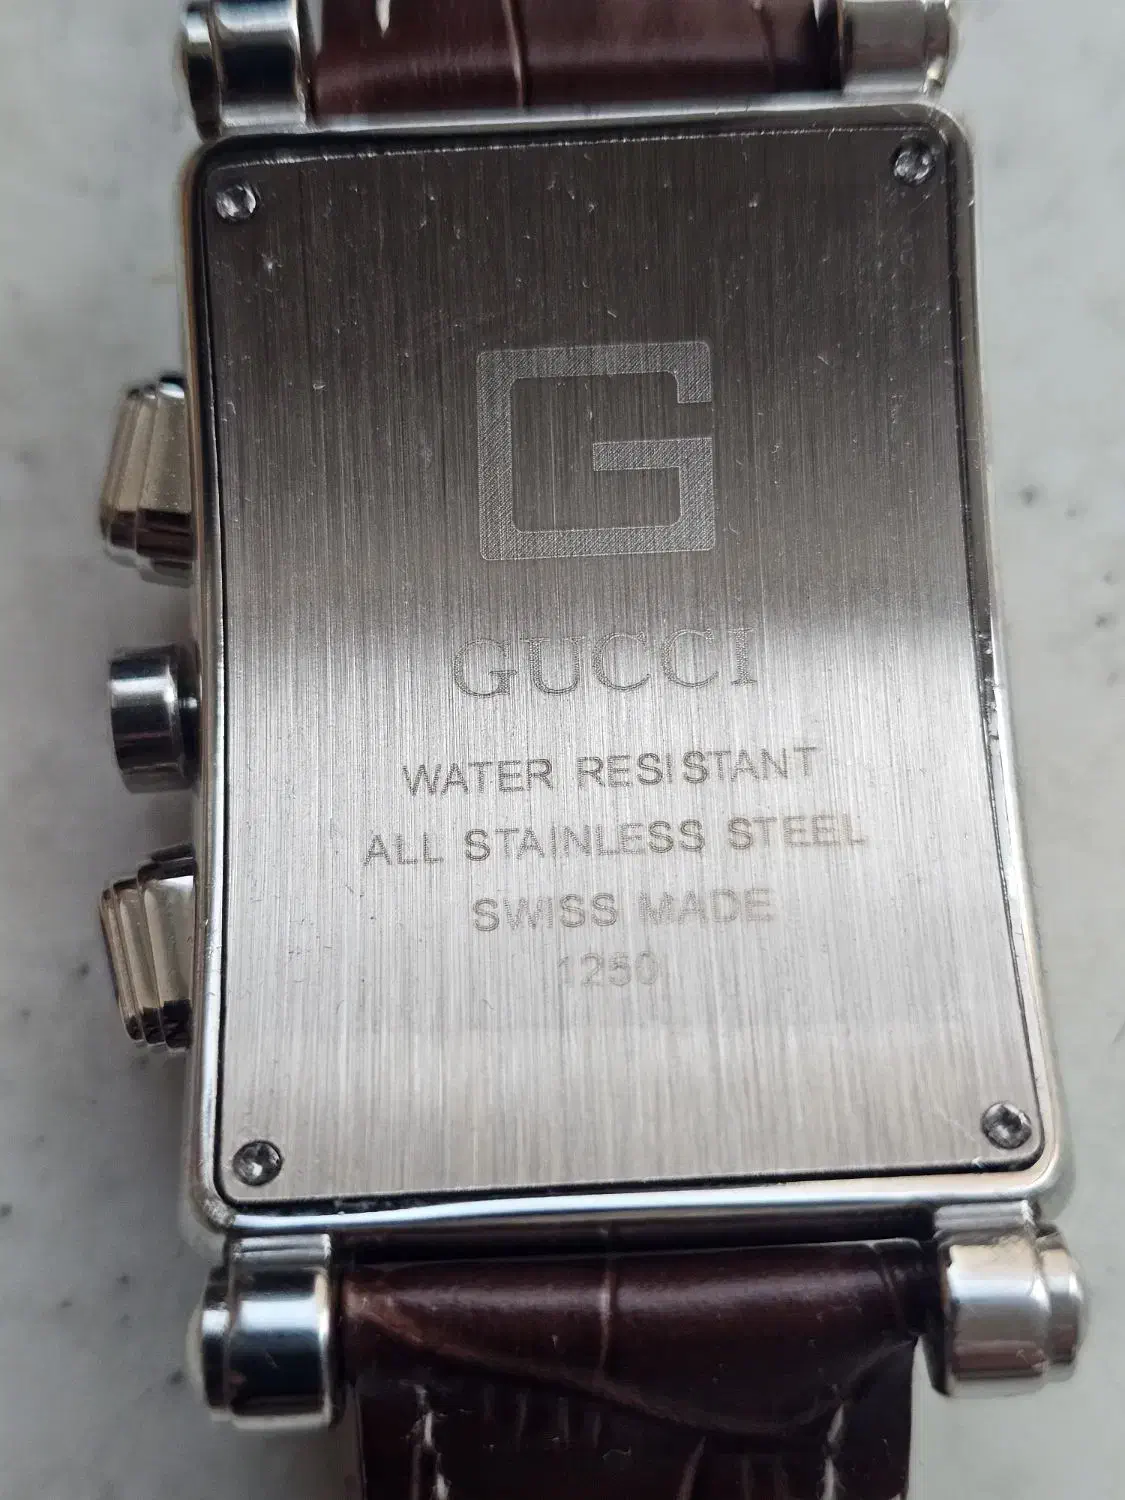 G
GUCCI
WATER RESISTANT
ALL STAINLESS STEEL
SWISS MADE
1250